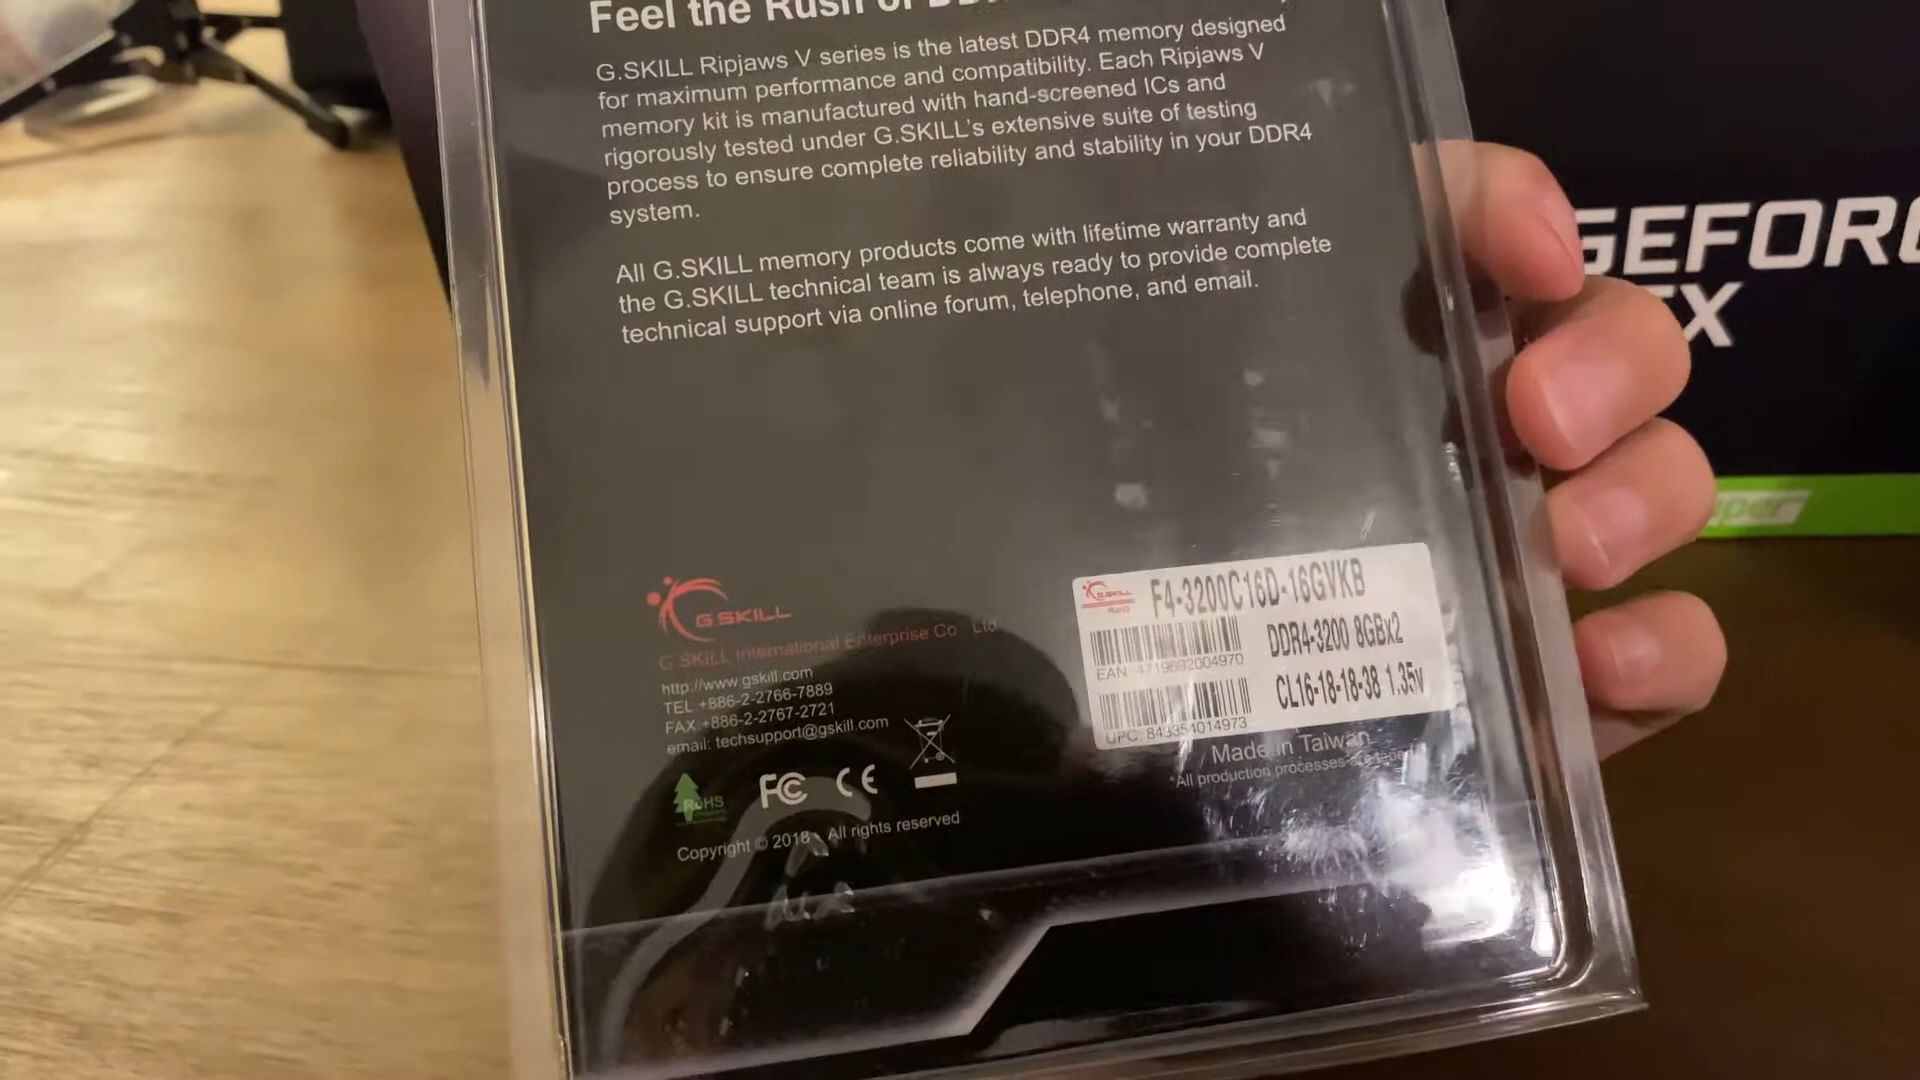 Feel the Rush of
G.SKILL Ripjaws V series is the latest DDR4 memory designed
for maximum performance and compatibility. Each Ripjaws V
memory kit is manufactured with hand-screened ICs and
rigorously tested under G.SKILL's extensive suite of testing
process to ensure complete reliability and stability in your DDR4
system.
All G.SKILL memory products come with lifetime warranty and
the G.SKILL technical team is always ready to provide complete
technical support via online forum, telephone, and email.
G.SKILL
G.SKILL International Enterprise Co Ltd
http://www.gskill.com
TEL +886-2-2766-7889
FAX +886-2-2767-2721
email: techsupport@gskill.com
RoHS
FC CE
Copyright © 2018 All rights reserved
G.SKILL
RoHS
F4-3200C16D-16GVKB
DDR4-3200 8GBx2
EAN: 4719692004970
CL16-18-18-38 1.35v
UPC: 843354014973
Made in Taiwan
*All production processes
GEFORC